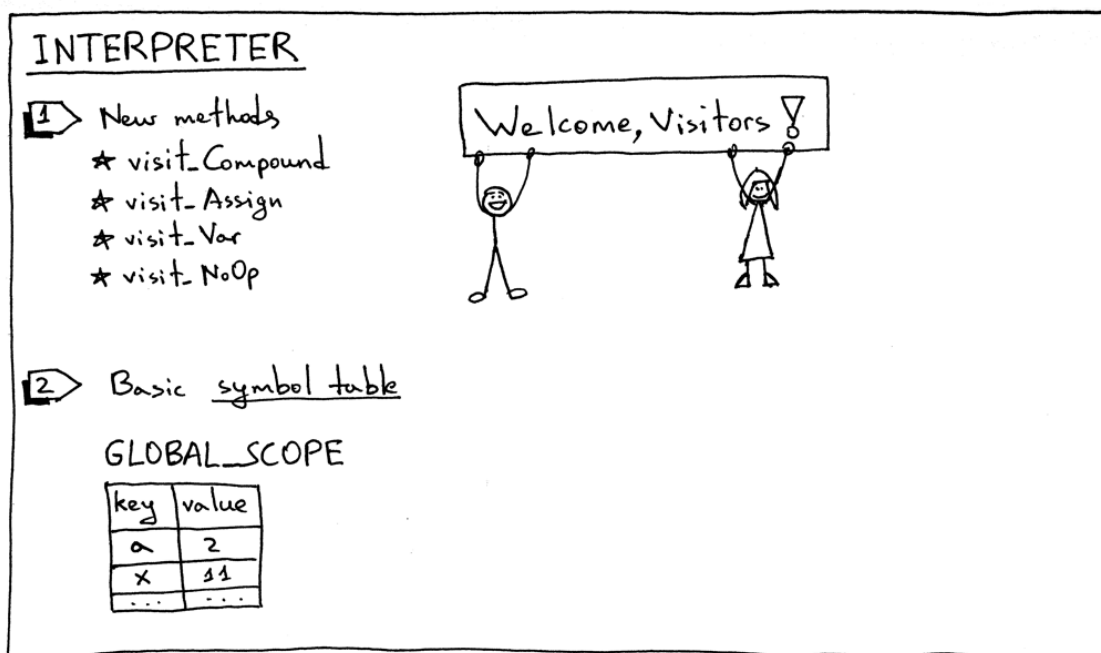 INTERPRETER
1 New methods
★ visit_Compound
★ visit_Assign
★ visit_Var
★ visit_NoOp
Welcome, Visitors!
2 Basic symbol table
GLOBAL_SCOPE
key value
a 2
x 11
... ...